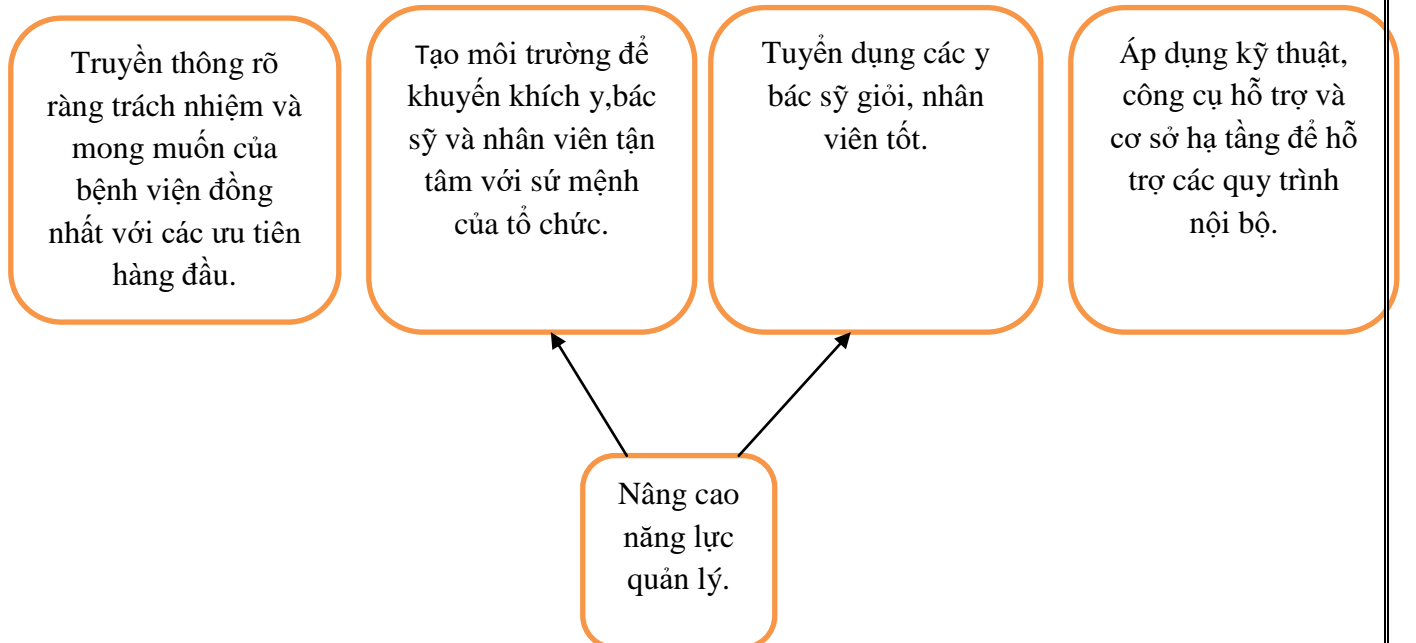 Truyền thông rõ
ràng trách nhiệm và
mong muốn của
bệnh viện đồng
nhất với các ưu tiên
hàng đầu.
Tạo môi trường để
khuyến khích y,bác
sỹ và nhân viên tận
tâm với sứ mệnh
của tổ chức.
Tuyển dụng các y
bác sỹ giỏi, nhân
viên tốt.
Áp dụng kỹ thuật,
công cụ hỗ trợ và
cơ sở hạ tầng để hỗ
trợ các quy trình
nội bộ.
Nâng cao
năng lực
quản lý.